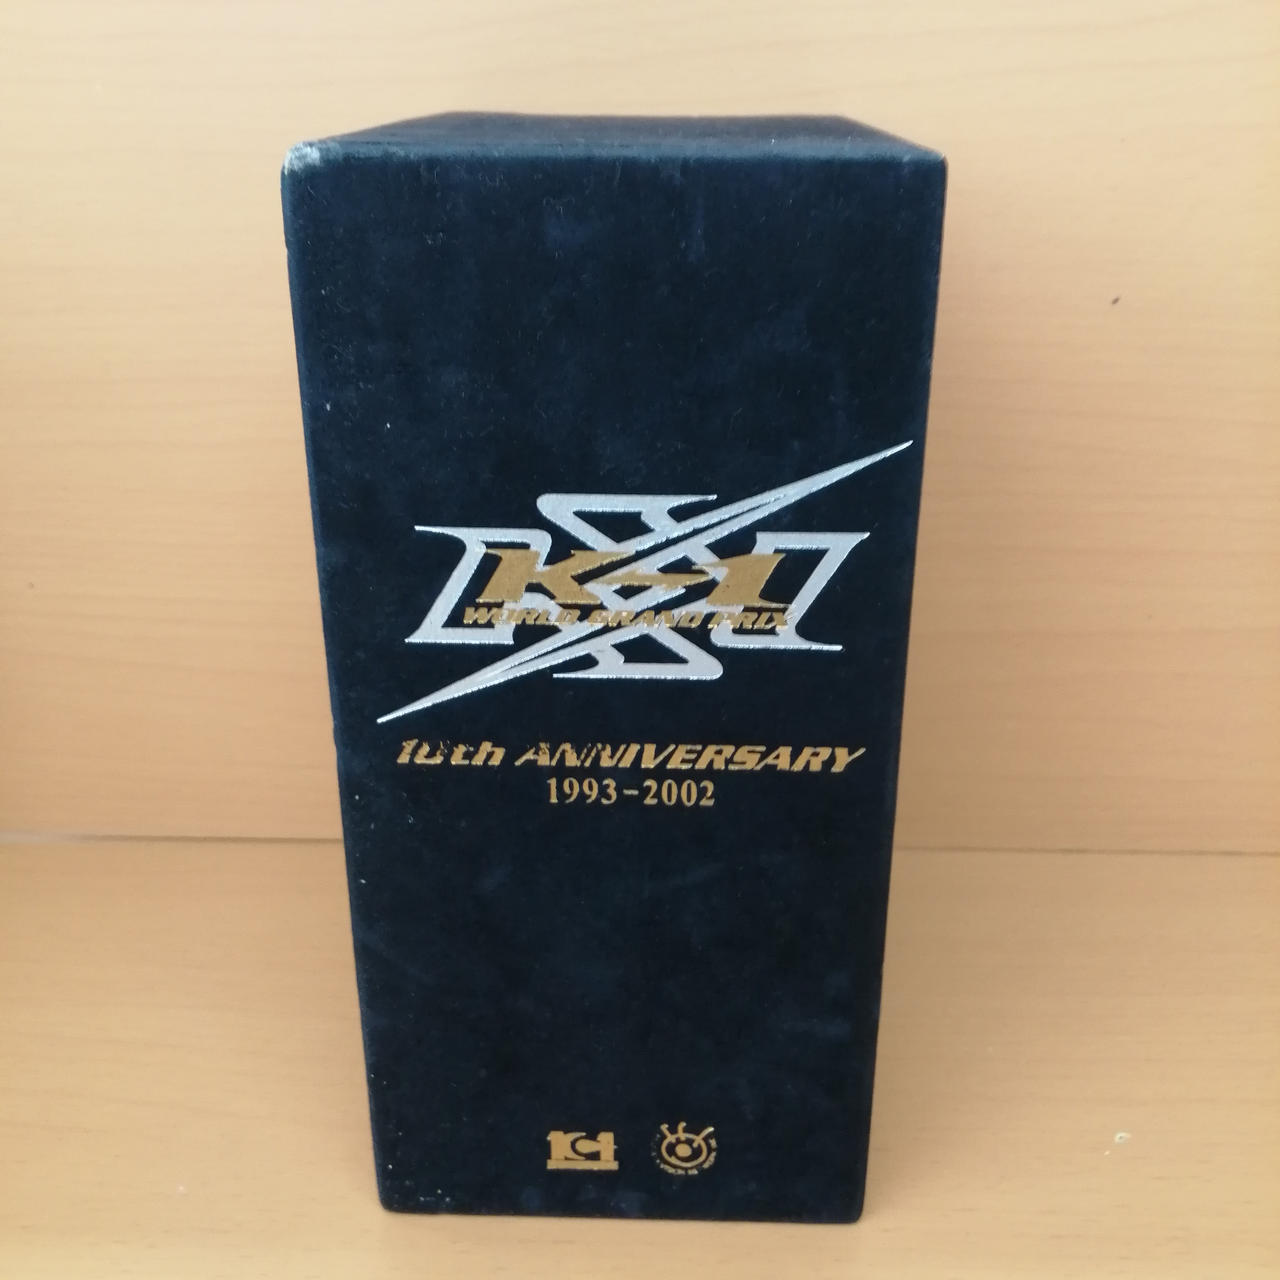 K-1
WORLD GRAND PRIX
10th ANNIVERSARY
1993-2002